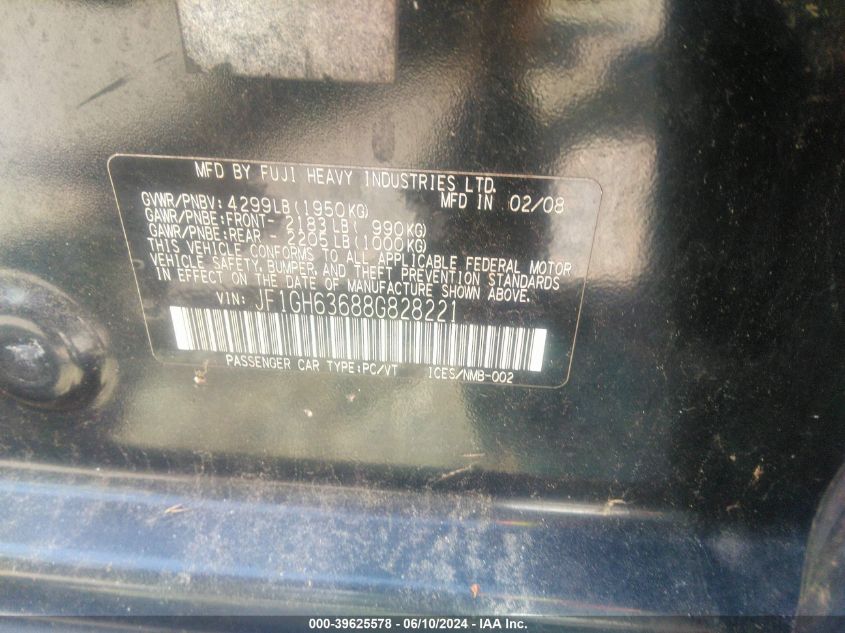 MFD BY FUJI HEAVY INDUSTRIES LTD.
MFD IN 02/08
GVWR/PNBV: 4299LB(1950KG)
GAWR/PNBE:FRONT- 2183LB( 990KG)
GAWR/PNBE:REAR - 2205LB(1000KG)
THIS VEHICLE CONFORMS TO ALL APPLICABLE FEDERAL MOTOR
VEHICLE SAFETY, BUMPER, AND THEFT PREVENTION STANDARDS
IN EFFECT ON THE DATE OF MANUFACTURE SHOWN ABOVE.
VIN: JF1GH63688G828221
PASSENGER CAR TYPE:PC/VT ICES/NMB-002
000-39625578 - 06/10/2024 - IAA Inc.